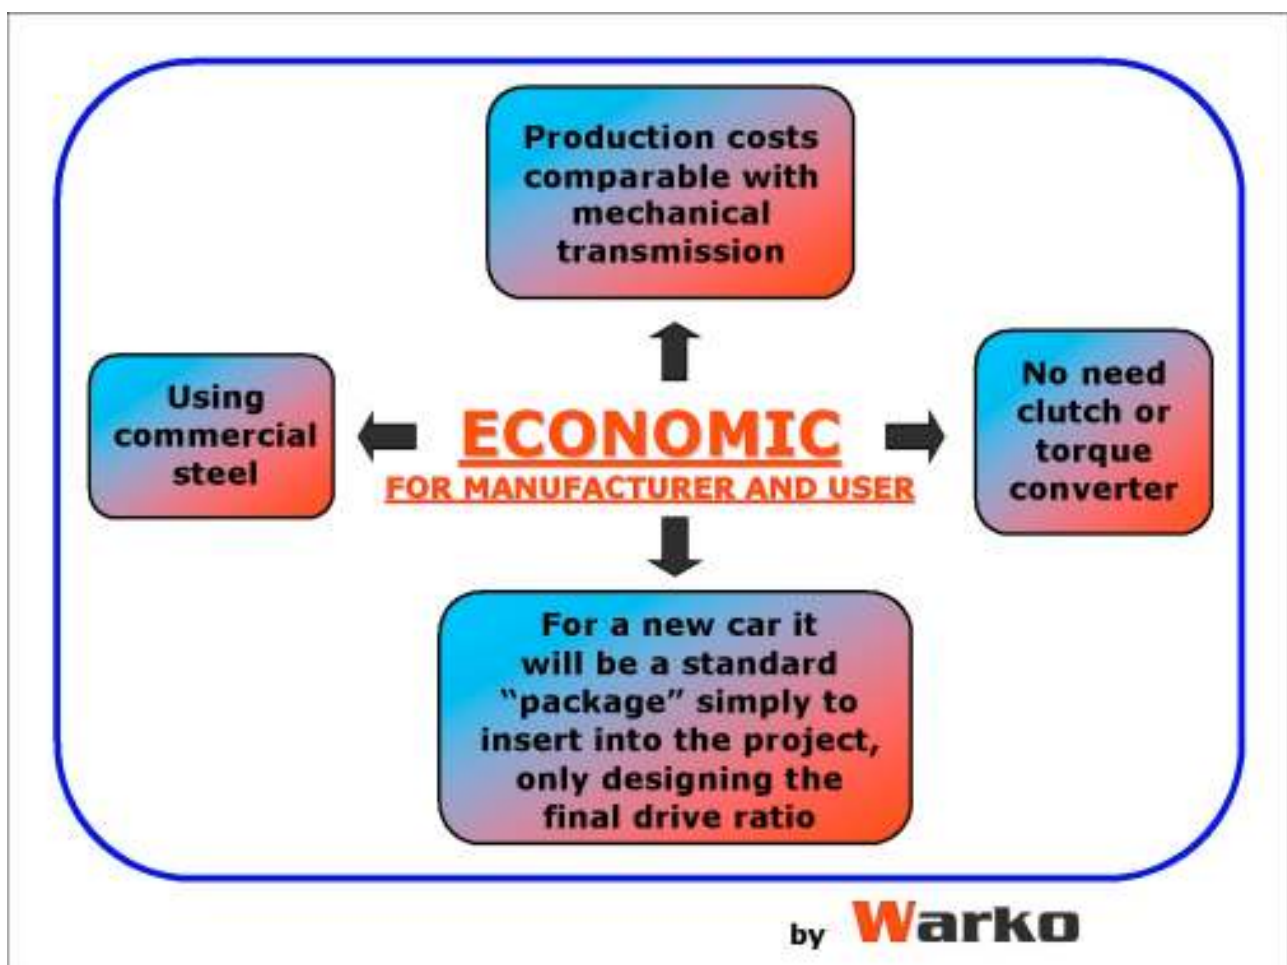 Production costs
comparable with
mechanical
transmission
Using
commercial
steel
ECONOMIC
FOR MANUFACTURER AND USER
No need
clutch or
torque
converter
For a new car it
will be a standard
“package” simply to
insert into the project,
only designing the
final drive ratio
by Warko